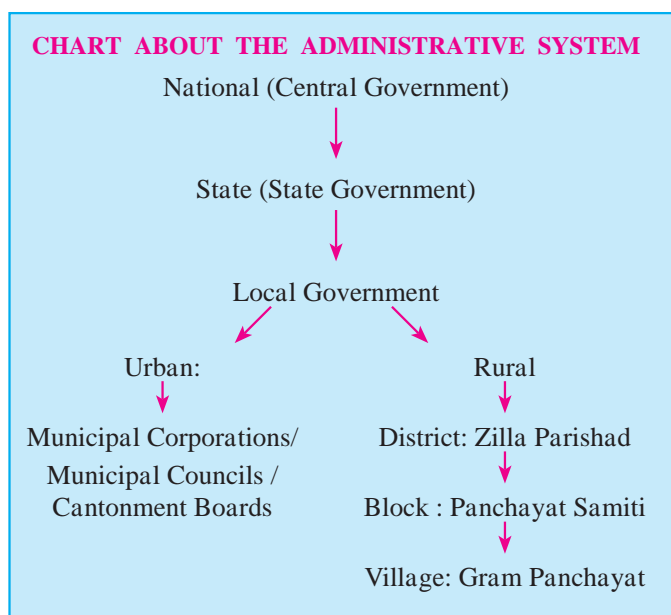 CHART ABOUT THE ADMINISTRATIVE SYSTEM
National (Central Government)
State (State Government)
Local Government
Urban:
Municipal Corporations/
Municipal Councils /
Cantonment Boards
Rural
District: Zilla Parishad
Block : Panchayat Samiti
Village: Gram Panchayat